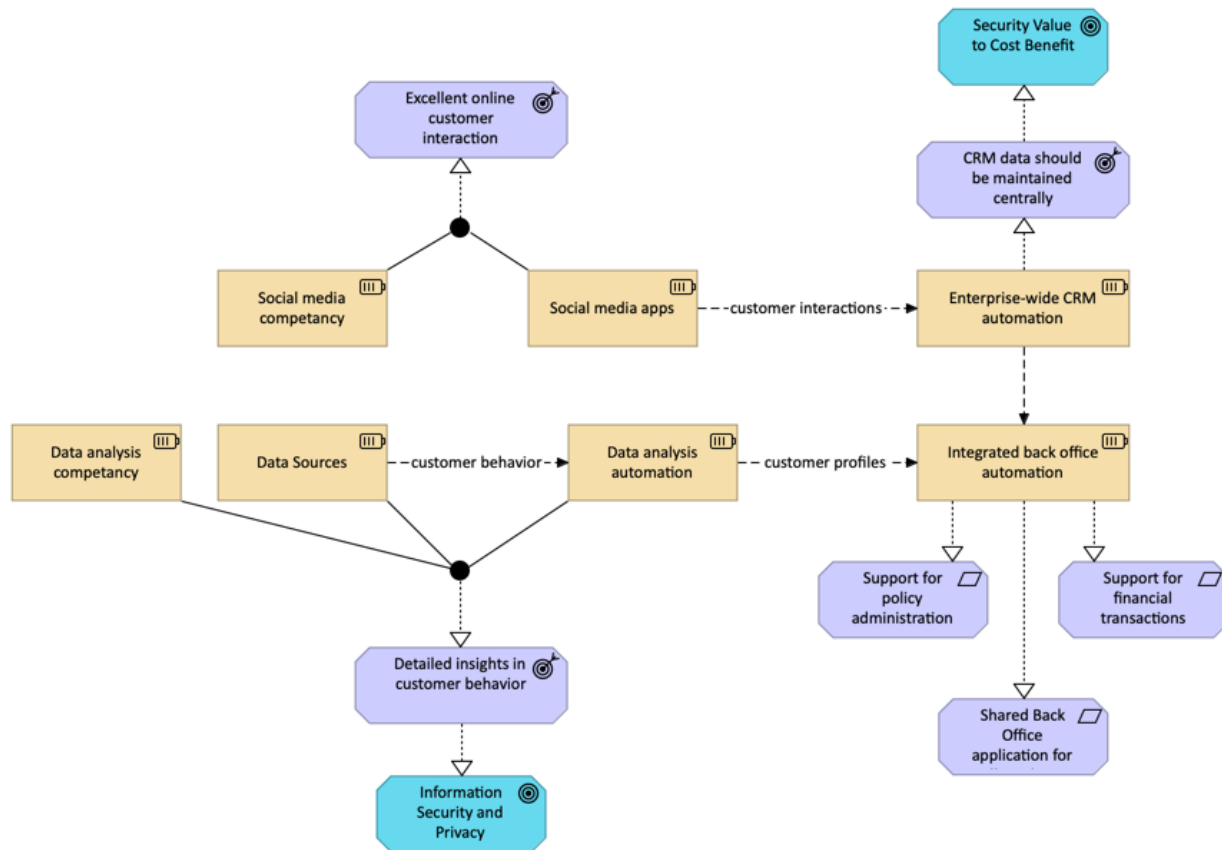 Security Value
to Cost Benefit
Excellent online
customer
interaction
CRM data should
be maintained
centrally
Social media
competancy
Social media apps
customer interactions
Enterprise-wide CRM
automation
Data analysis
competancy
Data Sources
customer behavior
Data analysis
automation
customer profiles
Integrated back office
automation
Support for
policy
administration
Support for
financial
transactions
Detailed insights in
customer behavior
Shared Back
Office
application for
Information
Security and
Privacy